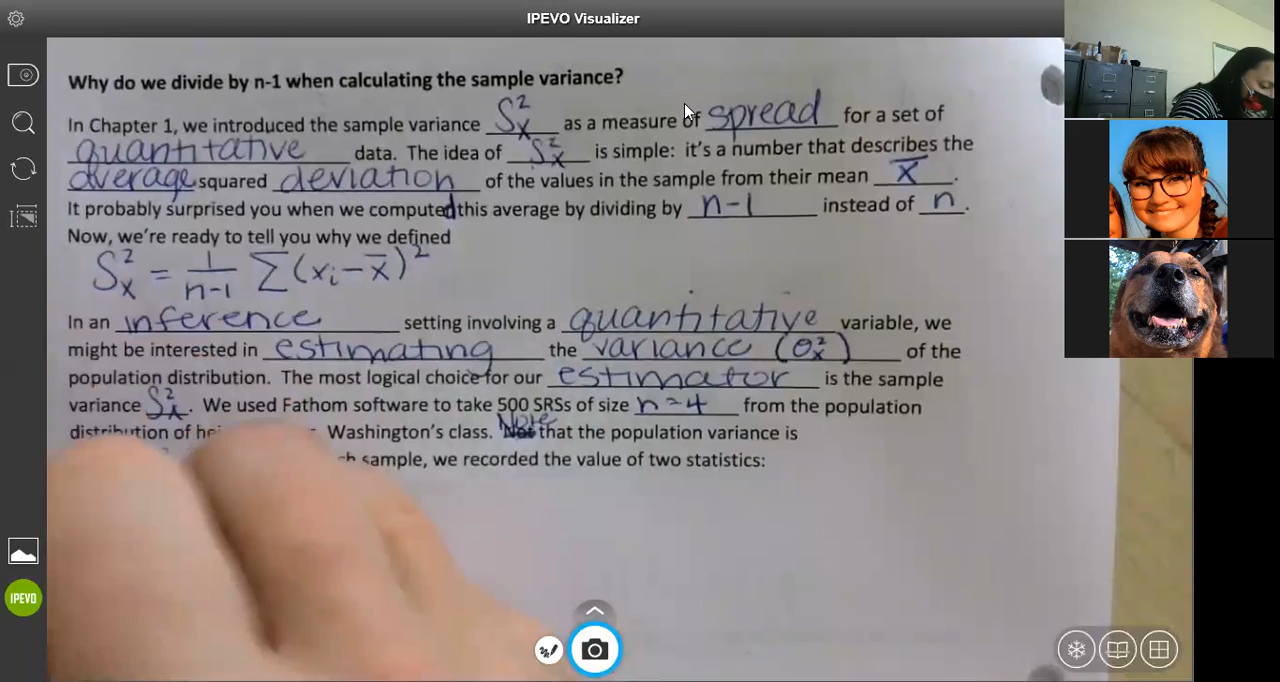 IPEVO Visualizer
Why do we divide by n-1 when calculating the sample variance?
In Chapter 1, we introduced the sample variance Sx² as a measure of spread for a set of
quantitative data. The idea of Sx² is simple: it's a number that describes the
average squared deviation of the values in the sample from their mean x̄.
It probably surprised you when we computed this average by dividing by n-1 instead of n.
Now, we're ready to tell you why we defined
Sx² = 1/(n-1) Σ(xi - x̄)²
In an inference setting involving a quantitative variable, we
might be interested in estimating the variance (σx²) of the
population distribution. The most logical choice for our estimator is the sample
variance Sx². We used Fathom software to take 500 SRSs of size n=4 from the population
distribution of Washington's class. Note that the population variance is
sample, we recorded the value of two statistics:
IPEVO